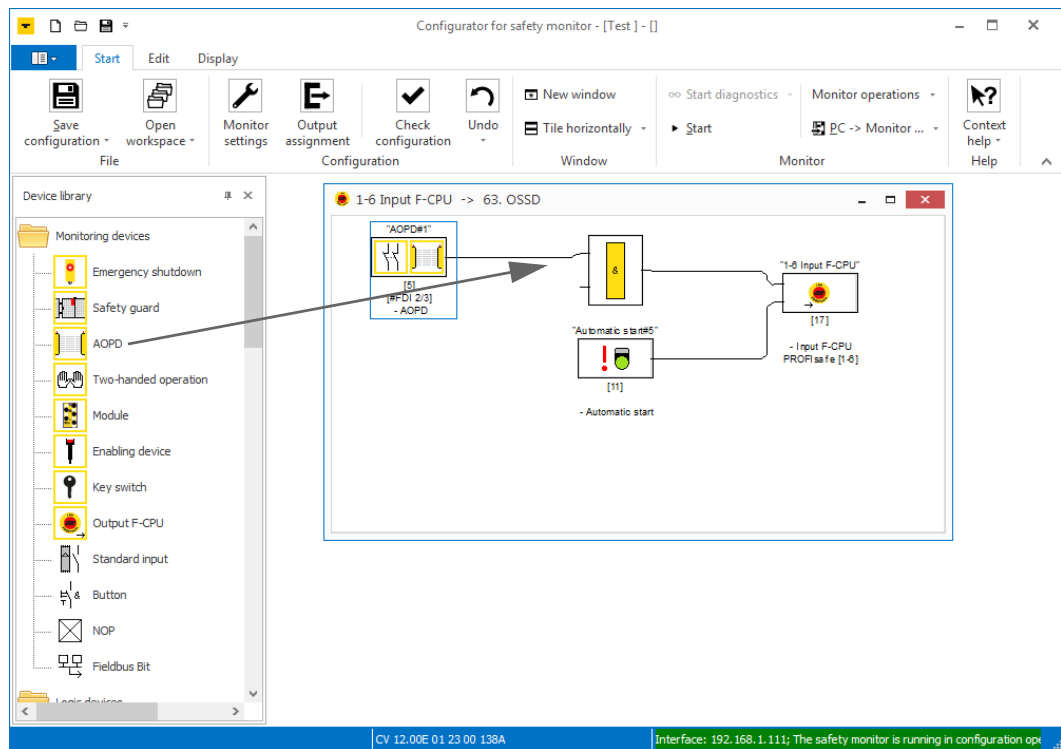 Configurator for safety monitor - [Test ] - []
Start Edit Display
Save configuration
Open workspace
Monitor settings
Output assignment
Check configuration
Undo
New window
Tile horizontally
Start diagnostics
Start
Monitor operations
PC -> Monitor ...
Context help
File
Configuration
Window
Monitor
Help
Device library
Monitoring devices
Emergency shutdown
Safety guard
AOPD
Two-handed operation
Module
Enabling device
Key switch
Output F-CPU
Standard input
Button
NOP
Fieldbus Bit
Logic devices
1-6 Input F-CPU -> 63. OSSD
"AOPD#1"
[5]
[#FDI 2/3]
- AOPD
&
"Automatic start#5"
[11]
- Automatic start
"1-6 Input F-CPU"
[17]
- Input F-CPU
PROFIsafe [1-6]
CV 12.00E 01 23 00 138A
Interface: 192.168.1.111; The safety monitor is running in configuration ope